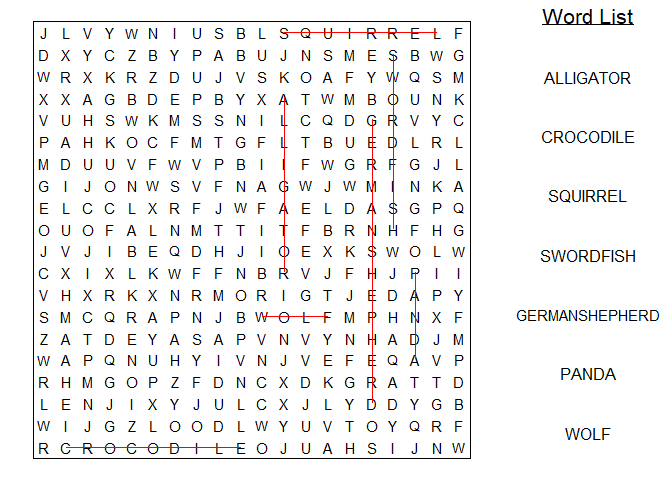 J L V Y W N I U S B L S Q U I R R E L F
D X Y C Z B Y P A B U J N S M E S B W G
W R X K R Z D U J V S K O A F Y W Q S M
X X A G B D E P B Y X A T W M B O U N K
V U H S W K M S S N I L C Q D G R V Y C
P A H K O C F M T G F L T B U E D L R L
M D U U V F W V P B I I F W G R F G J L
G I J O N W S V F N A G W J W M I N K A
E L C C L X R F J W F A E L D A S G P Q
O U O F A L N M T T I T F B R N H F H G
J V J I B E Q D H J I O E X K S W O L W
C X I X L K W F F N B R V J F H J P I I
V H X R K X N R M O R I G T J E D A P Y
S M C Q R A P N J B W O L F M P H N X F
Z A T D E Y A S A P V N V Y N H A D J M
W A P Q N U H Y I V N J V E F E Q A V P
R H M G O P Z F D N C X D K G R A T T D
L E N J I X Y J U L C X J L Y D D Y G B
W I J G Z L O O D L W Y U V T O Y Q R F
R C R O C O D I L E O J U A H S I J N W
Word List
ALLIGATOR
CROCODILE
SQUIRREL
SWORDFISH
GERMANSHEPHERD
PANDA
WOLF